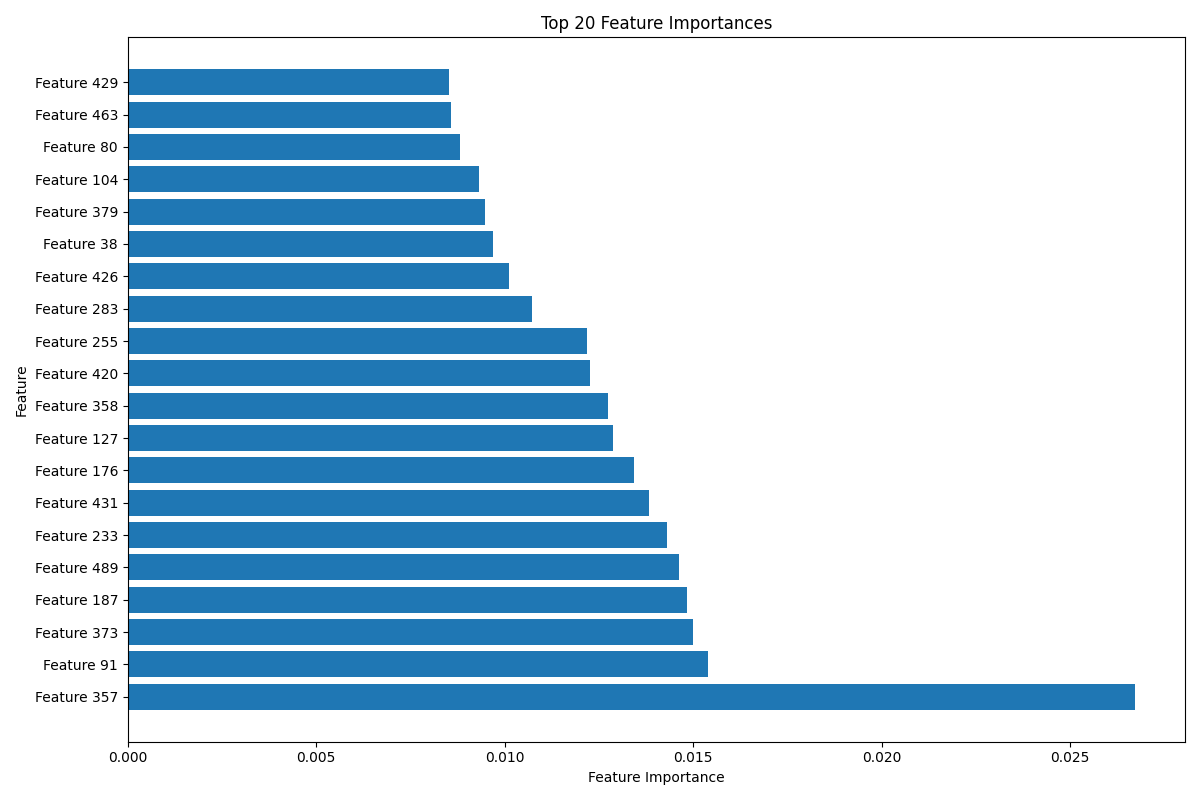 Top 20 Feature Importances
Feature 429
Feature 463
Feature 80
Feature 104
Feature 379
Feature 38
Feature 426
Feature 283
Feature 255
Feature 420
Feature 358
Feature 127
Feature 176
Feature 431
Feature 233
Feature 489
Feature 187
Feature 373
Feature 91
Feature 357
Feature
0.000 0.005 0.010 0.015 0.020 0.025
Feature Importance